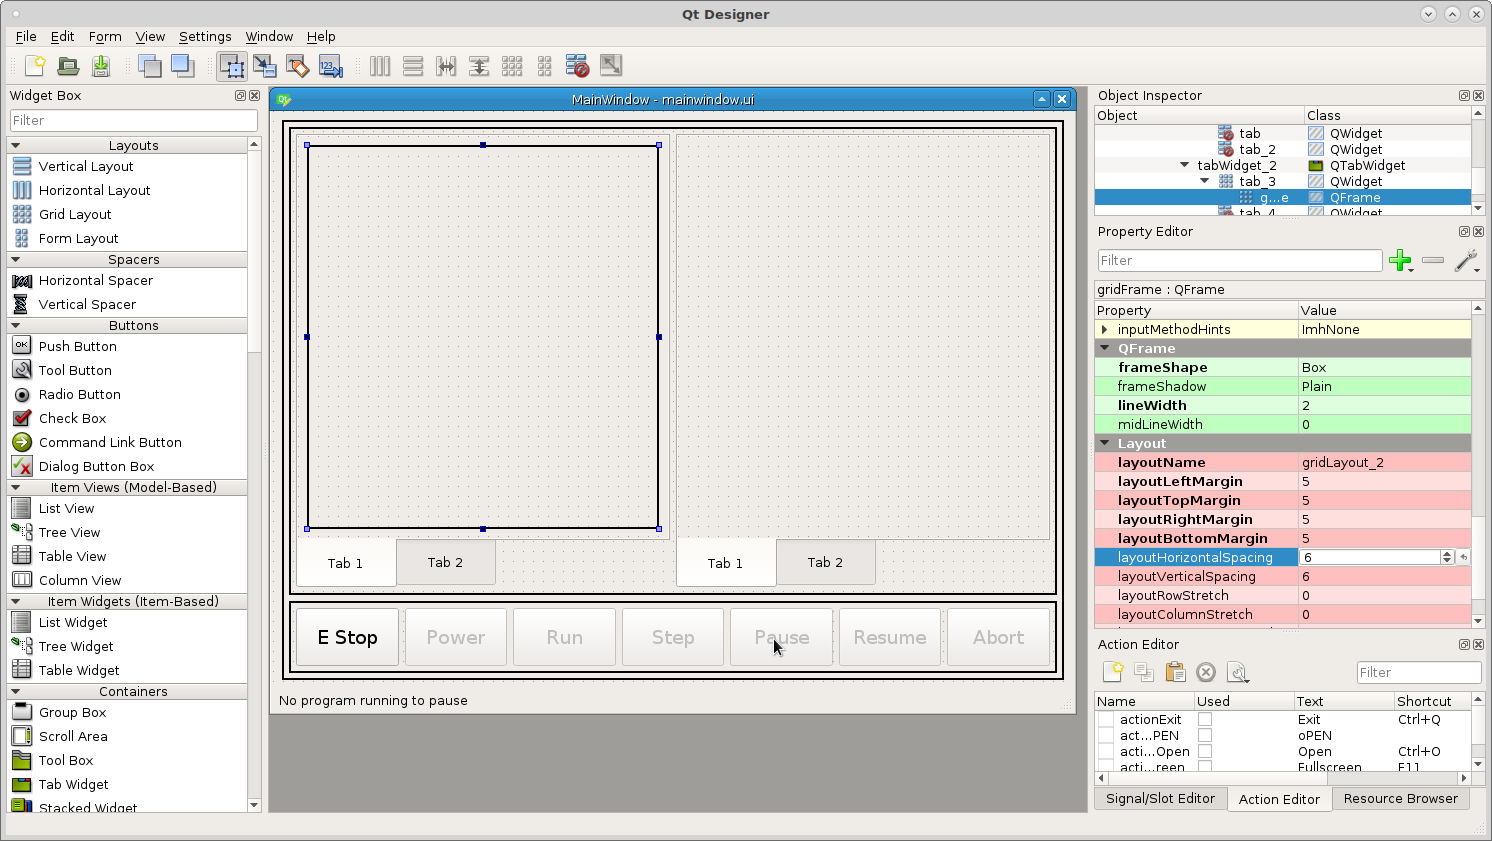 Qt Designer
File Edit Form View Settings Window Help
Widget Box
Filter
Layouts
Vertical Layout
Horizontal Layout
Grid Layout
Form Layout
Spacers
Horizontal Spacer
Vertical Spacer
Buttons
Push Button
Tool Button
Radio Button
Check Box
Command Link Button
Dialog Button Box
Item Views (Model-Based)
List View
Tree View
Table View
Column View
Item Widgets (Item-Based)
List Widget
Tree Widget
Table Widget
Containers
Group Box
Scroll Area
Tool Box
Tab Widget
Stacked Widget
MainWindow - mainwindow.ui
Tab 1 Tab 2 Tab 1 Tab 2
E Stop Power Run Step Pause Resume Abort
No program running to pause
Object Inspector
Object Class
tab QWidget
tab_2 QWidget
tabWidget_2 QTabWidget
tab_3 QWidget
g...e QFrame
tab_4 QWidget
Property Editor
Filter
gridFrame : QFrame
Property Value
inputMethodHints ImhNone
QFrame
frameShape Box
frameShadow Plain
lineWidth 2
midLineWidth 0
Layout
layoutName gridLayout_2
layoutLeftMargin 5
layoutTopMargin 5
layoutRightMargin 5
layoutBottomMargin 5
layoutHorizontalSpacing 6
layoutVerticalSpacing 6
layoutRowStretch 0
layoutColumnStretch 0
Action Editor
Filter
Name Used Text Shortcut
actionExit Exit Ctrl+Q
act...PEN oPEN
acti...Open Open Ctrl+O
acti...reen Fullscreen F11
Signal/Slot Editor Action Editor Resource Browser